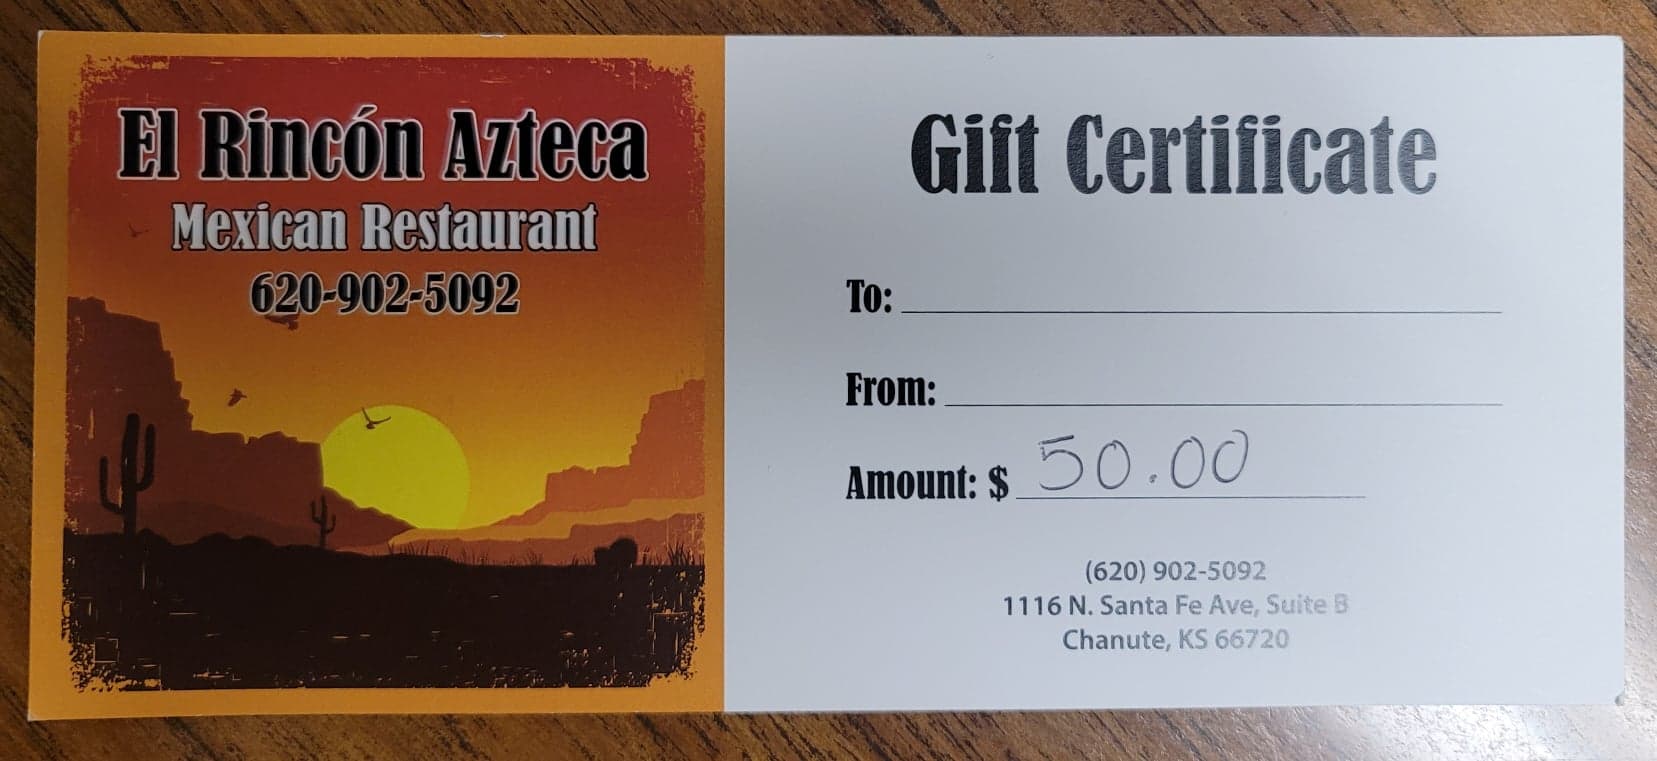 El Rincón Azteca
Mexican Restaurant
620-902-5092
Gift Certificate
To:
From:
Amount: $ 50.00
(620) 902-5092
1116 N. Santa Fe Ave, Suite B
Chanute, KS 66720